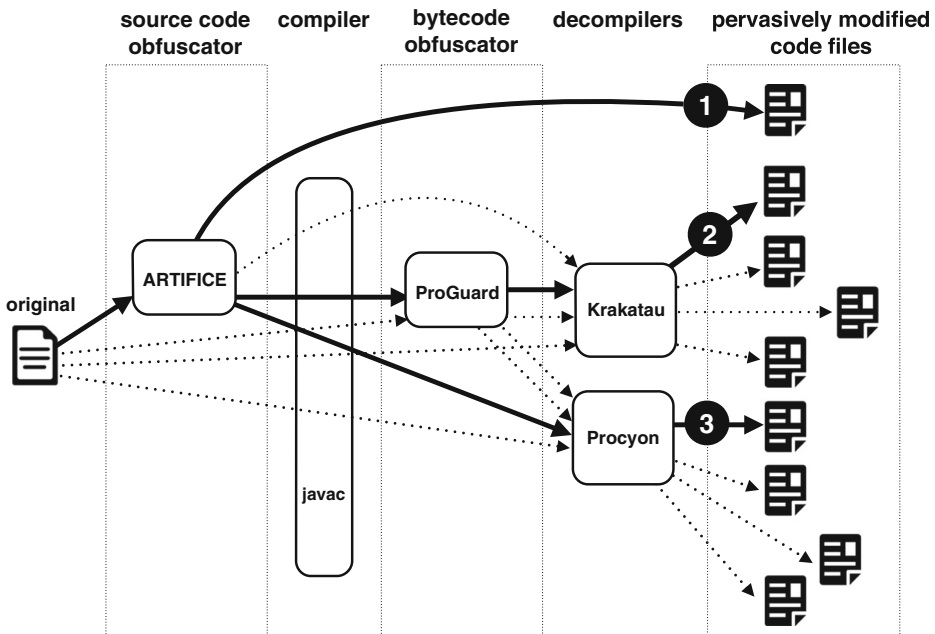 source code
obfuscator
compiler
bytecode
obfuscator
decompilers
pervasively modified
code files
1
2
ARTIFICE
ProGuard
Krakatau
original
3
Procyon
javac